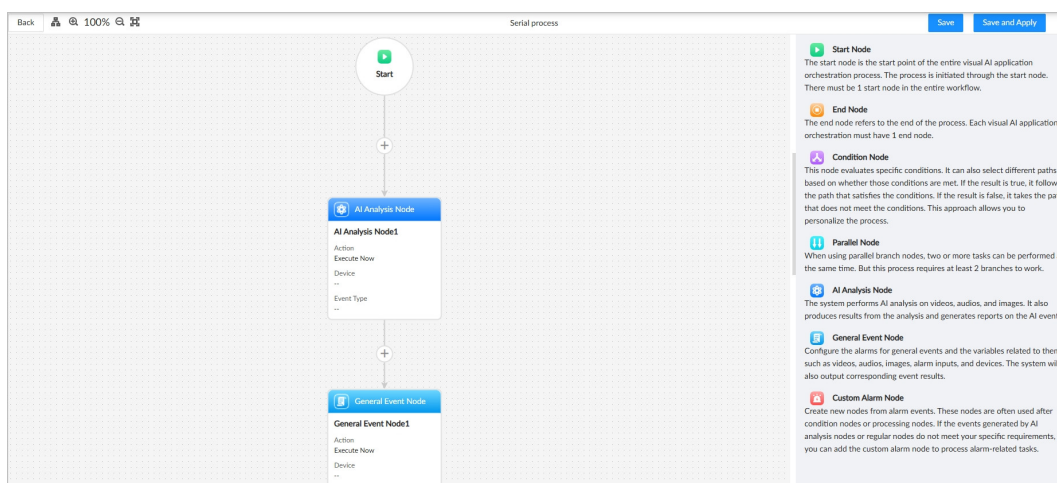 Back 100% Serial process Save Save and Apply
Start
AI Analysis Node
AI Analysis Node1
Action
Execute Now
Device
--
Event Type
--
General Event Node
General Event Node1
Action
Execute Now
Device
--
Start Node
The start node is the start point of the entire visual AI application
orchestration process. The process is initiated through the start node.
There must be 1 start node in the entire workflow.
End Node
The end node refers to the end of the process. Each visual AI application
orchestration must have 1 end node.
Condition Node
This node evaluates specific conditions. It can also select different paths
based on whether those conditions are met. If the result is true, it follow
the path that satisfies the conditions. If the result is false, it takes the pa
that does not meet the conditions. This approach allows you to
personalize the process.
Parallel Node
When using parallel branch nodes, two or more tasks can be performed
the same time. But this process requires at least 2 branches to work.
AI Analysis Node
The system performs AI analysis on videos, audios, and images. It also
produces results from the analysis and generates reports on the AI event
General Event Node
Configure the alarms for general events and the variables related to them
such as videos, audios, images, alarm inputs, and devices. The system wil
also output corresponding event results.
Custom Alarm Node
Create new nodes from alarm events. These nodes are often used after
condition nodes or processing nodes. If the events generated by AI
analysis nodes or regular nodes do not meet your specific requirements,
you can add the custom alarm node to process alarm-related tasks.